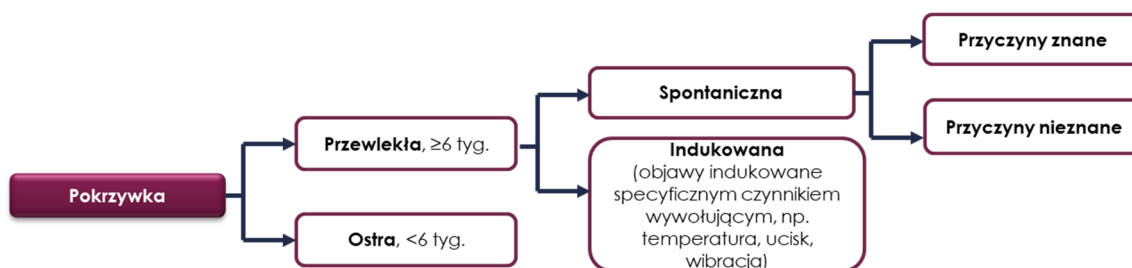 Pokrzywka
Przewlekła, ≥6 tyg.
Ostra, <6 tyg.
Spontaniczna
Indukowana
(objawy indukowane
specyficznym czynnikiem
wywołującym, np.
temperatura, ucisk,
wibracja)
Przyczyny znane
Przyczyny nieznane